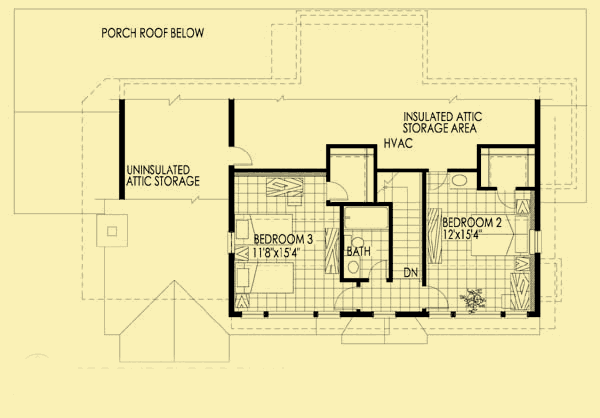 PORCH ROOF BELOW
INSULATED ATTIC
STORAGE AREA
HVAC
UNINSULATED
ATTIC STORAGE
BEDROOM 2
12'x15'4"
BEDROOM 3
11'8"x15'4"
BATH
DN